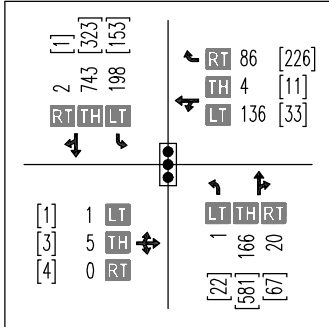 [1] [323] [153]
2 743 198
RT TH LT
RT 86 [226]
TH 4 [11]
LT 136 [33]
[1] 1 LT
[3] 5 TH
[4] 0 RT
LT TH RT
1 166 20
[22] [581] [67]